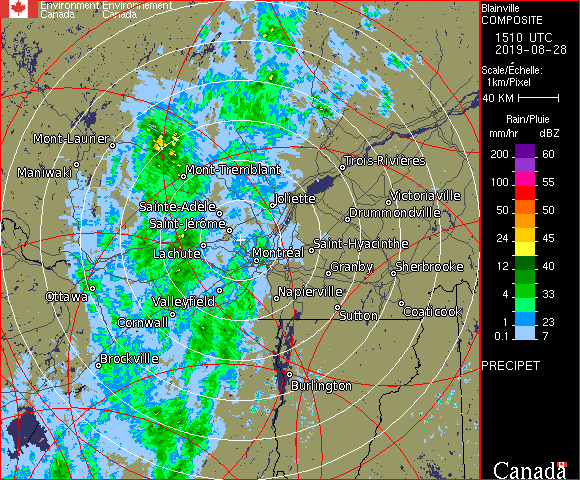 Environment Environnement
Canada Canada
Blainville
COMPOSITE
1510 UTC
2019-08-28
Scale/Échelle:
1km/Pixel
40 KM
Rain/Pluie
mm/hr dBZ
200 60
100 55
50 50
24 45
12 40
4 33
1 23
0.1 7
PRECIPET
Canada
Mont-Laurier
Maniwaki
Mont-Tremblant
Trois-Rivières
Sainte-Adèle
Joliette
Victoriaville
Drummondville
Saint-Jérôme
Lachute
Montréal
Saint-Hyacinthe
Granby
Sherbrooke
Ottawa
Valleyfield
Napierville
Cornwall
Sutton
Coaticook
Brockville
Burlington